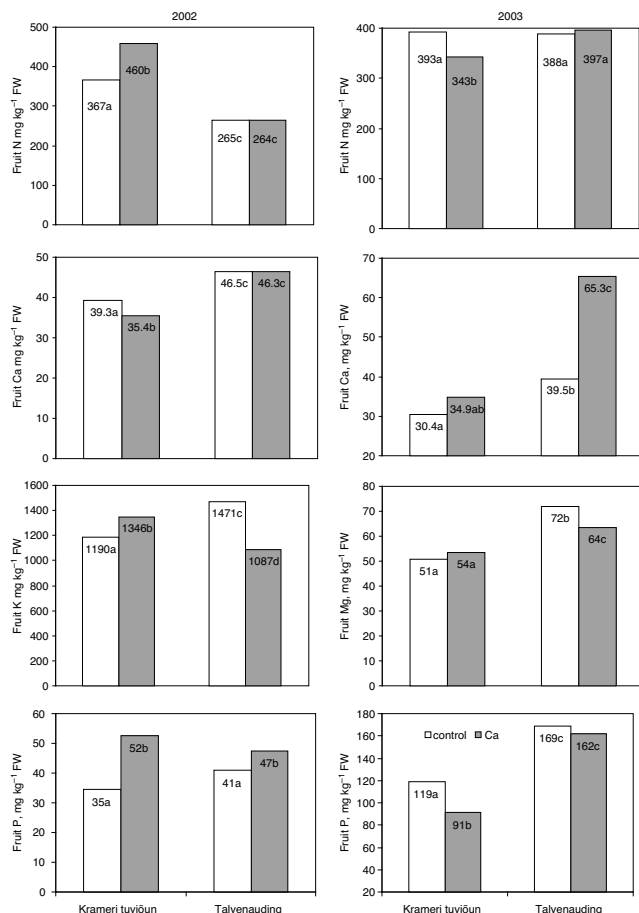 2002
Fruit N mg kg⁻¹ FW
500
400
300
200
100
0
367a
460b
265c
264c
2003
Fruit N mg kg⁻¹ FW
400
300
200
100
0
393a
343b
388a
397a
Fruit Ca mg kg⁻¹ FW
50
40
30
20
10
0
39.3a
35.4b
46.5c
46.3c
Fruit Ca, mg kg⁻¹ FW
70
60
50
40
30
20
30.4a
34.9ab
39.5b
65.3c
Fruit K mg kg⁻¹ FW
1600
1400
1200
1000
800
600
400
200
0
1190a
1346b
1471c
1087d
Fruit Mg, mg kg⁻¹ FW
80
70
60
50
40
30
20
10
0
51a
54a
72b
64c
Fruit P, mg kg⁻¹ FW
60
50
40
30
20
10
0
35a
52b
41a
47b
Krameri tuviöun
Talvenauding
Fruit P, mg kg⁻¹ FW
180
160
140
120
100
80
60
40
20
control
Ca
119a
91b
169c
162c
Krameri tuviöun
Talvenauding